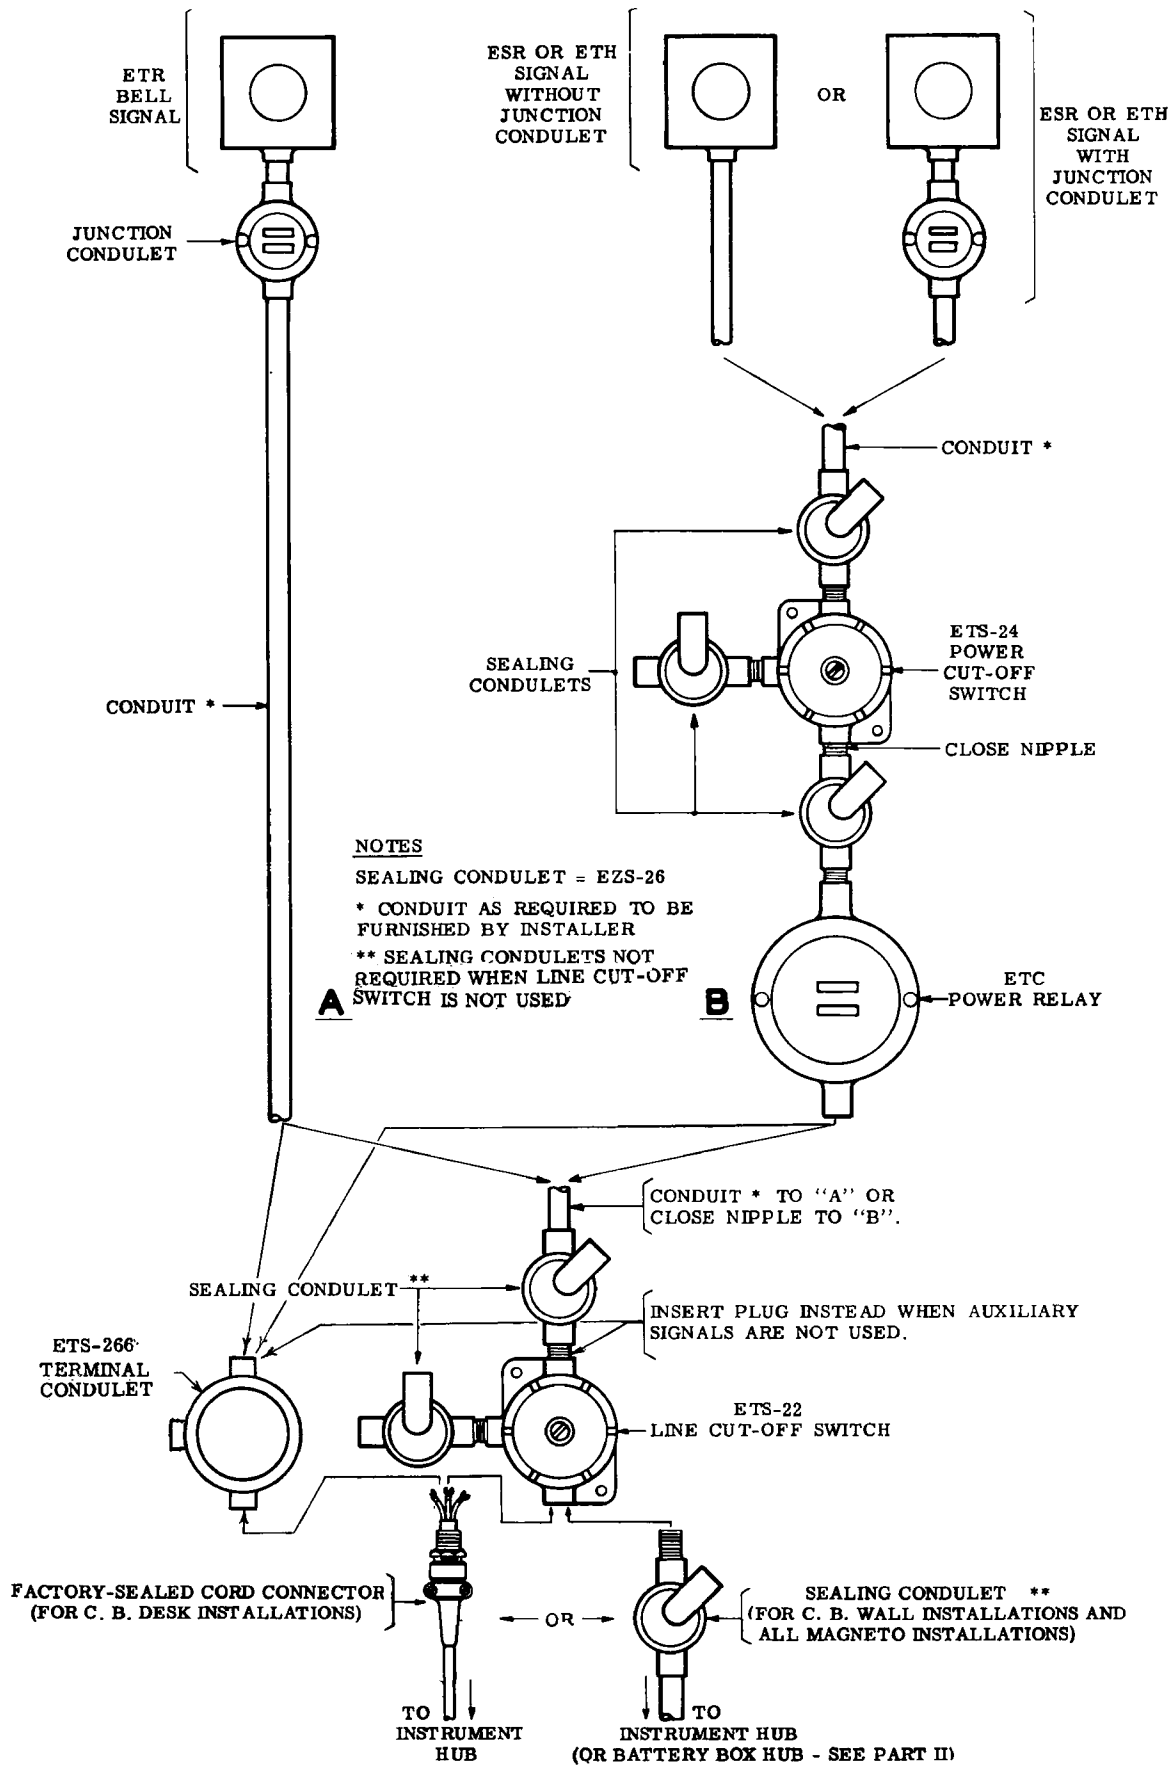 ETR
BELL
SIGNAL
ESR OR ETH
SIGNAL
WITHOUT
JUNCTION
CONDULET
OR
ESR OR ETH
SIGNAL
WITH
JUNCTION
CONDULET
JUNCTION
CONDULET
CONDUIT *
SEALING
CONDULETS
ETS-24
POWER
CUT-OFF
SWITCH
CONDUIT *
CLOSE NIPPLE
NOTES
SEALING CONDULET = EZS-26
* CONDUIT AS REQUIRED TO BE
FURNISHED BY INSTALLER
** SEALING CONDULETS NOT
REQUIRED WHEN LINE CUT-OFF
SWITCH IS NOT USED
A
B
ETC
POWER RELAY
CONDUIT * TO "A" OR
CLOSE NIPPLE TO "B".
SEALING CONDULET **
INSERT PLUG INSTEAD WHEN AUXILIARY
SIGNALS ARE NOT USED.
ETS-266
TERMINAL
CONDULET
ETS-22
LINE CUT-OFF SWITCH
FACTORY-SEALED CORD CONNECTOR
(FOR C. B. DESK INSTALLATIONS)
OR
SEALING CONDULET **
(FOR C. B. WALL INSTALLATIONS AND
ALL MAGNETO INSTALLATIONS)
TO
INSTRUMENT
HUB
TO
INSTRUMENT HUB
(OR BATTERY BOX HUB - SEE PART II)